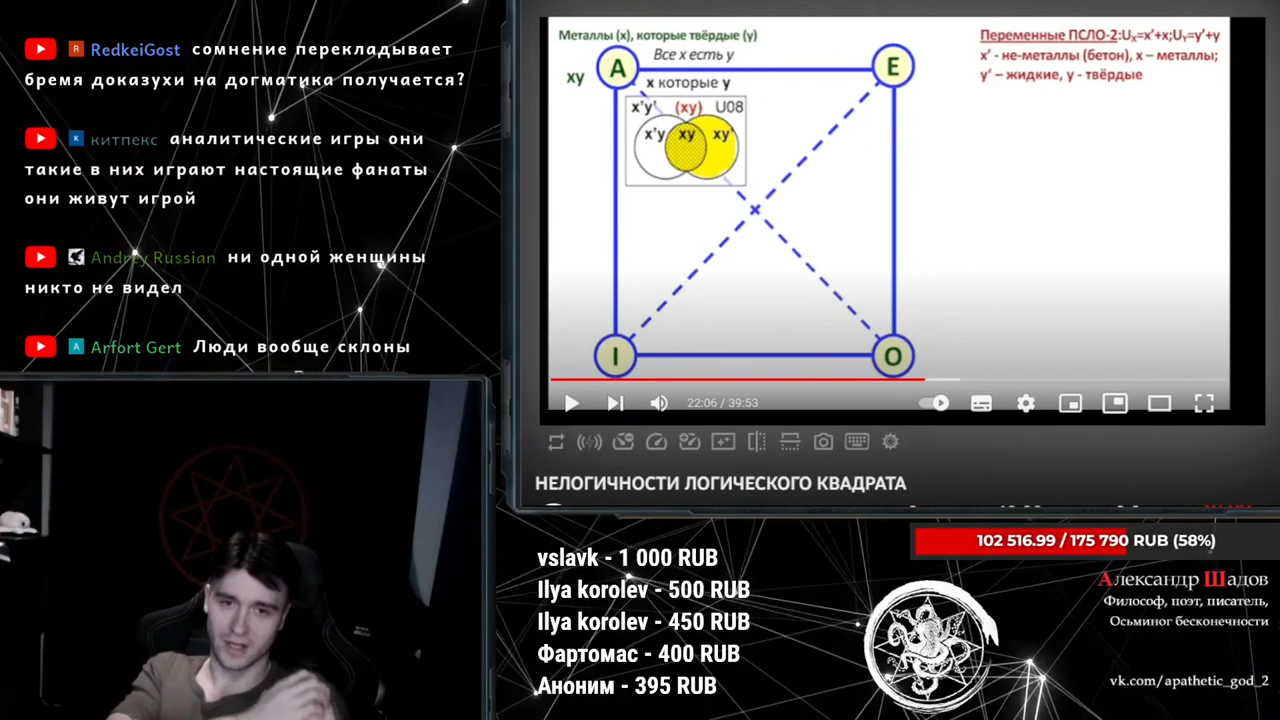 RedkeiGost сомнение перекладывает
бремя доказухи на догматика получается?
китпекс аналитические игры они
такие в них играют настоящие фанаты
они живут игрой
Andrey Russian ни одной женщины
никто не видел
Arfort Gert Люди вообще склоны
Металлы (x), которые твёрдые (y)
Все x есть y
xy
A
E
x которые y
x'y' (xy) U08
x'y xy xy'
I
O
Переменные ПСЛО-2:Ux=x'+x;UY=y'+y
x' - не-металлы (бетон), x – металлы;
y' – жидкие, y - твёрдые
22:06 / 39:53
НЕЛОГИЧНОСТИ ЛОГИЧЕСКОГО КВАДРАТА
vslavk - 1 000 RUB
Ilya korolev - 500 RUB
Ilya korolev - 450 RUB
Фартомас - 400 RUB
Аноним - 395 RUB
102 516.99 / 175 790 RUB (58%)
Александр Шадов
Философ, поэт, писатель,
Осьминог бесконечности
vk.com/apathetic_god_2